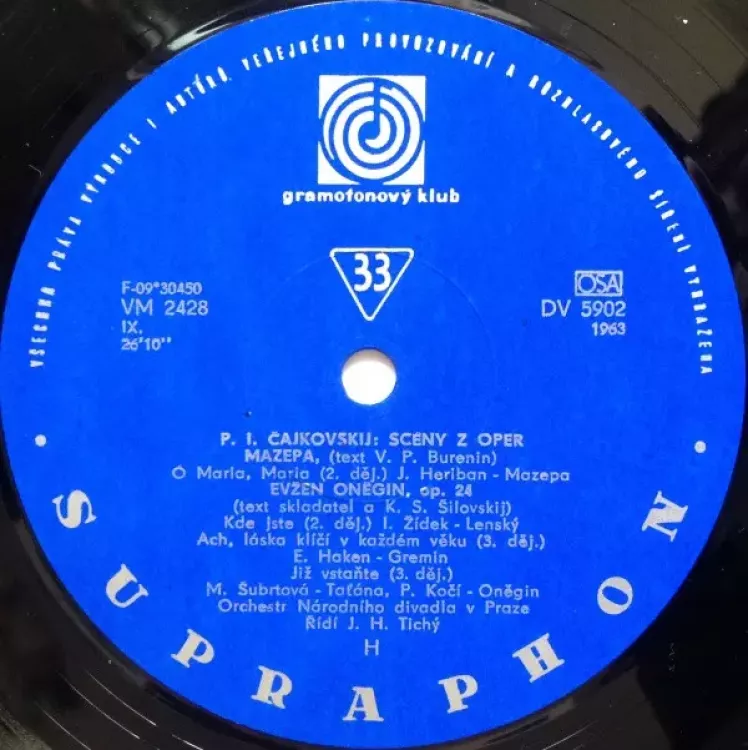 VŠECHNA PRÁVA VÝROBCE I AUTORŮ, VEŘEJNÉHO PROVOZOVÁNÍ A ROZHLASOVÉHO ŠÍŘENÍ VYHRAZENA
gramofonový klub
33
F-09*30450
VM 2428
IX.
26'10"
OSA
DV 5902
1963
P. I. ČAJKOVSKIJ: SCÉNY Z OPER
MAZEPA, (text V. P. Burenin)
Ó Maria, Maria (2. děj.) J. Heriban - Mazepa
EVŽEN ONĚGIN, op. 24
(text skladatel a K. S. Šilovskij)
Kde jste (2. děj.) I. Žídek - Lenský
Ach, láska klíčí v každém věku (3. děj.)
E. Haken - Gremin
Již vstaňte (3. děj.)
M. Šubrtová - Taťána, P. Kočí - Oněgin
Orchestr Národního divadla v Praze
Řídí J. H. Tichý
H
• SUPRAPHON •